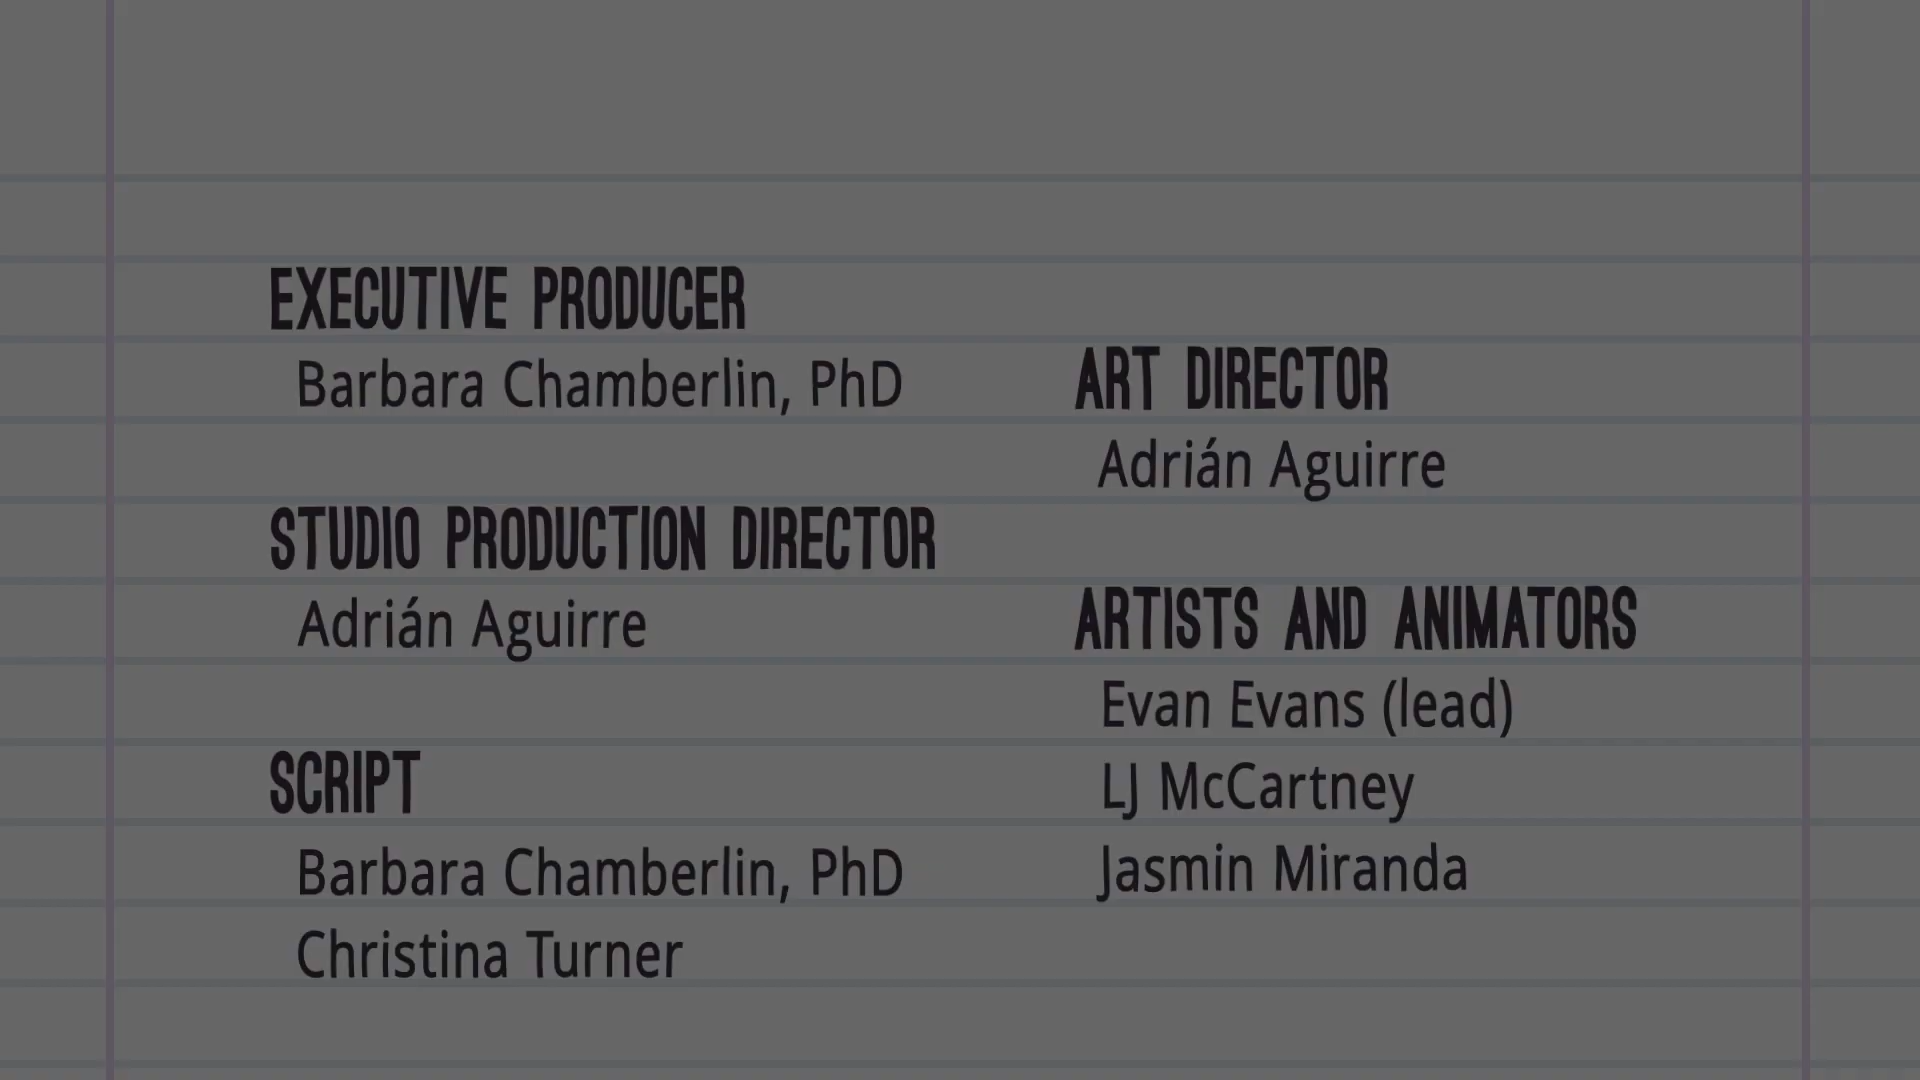 EXECUTIVE PRODUCER
Barbara Chamberlin, PhD
STUDIO PRODUCTION DIRECTOR
Adrián Aguirre
SCRIPT
Barbara Chamberlin, PhD
Christina Turner
ART DIRECTOR
Adrián Aguirre
ARTISTS AND ANIMATORS
Evan Evans (lead)
LJ McCartney
Jasmin Miranda